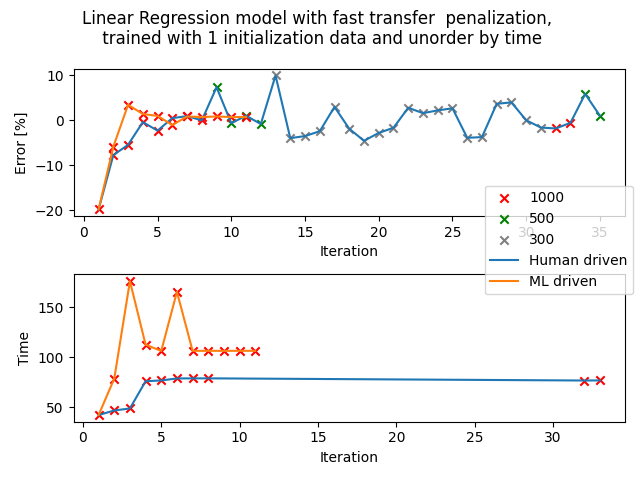 Linear Regression model with fast transfer  penalization,
trained with 1 initialization data and unorder by time
10
0
−10
−20
Error [%]
0 5 10 15 20 25 30 35
Iteration
1000
500
300
Human driven
ML driven
150
100
50
Time
0 5 10 15 20 25 30
Iteration